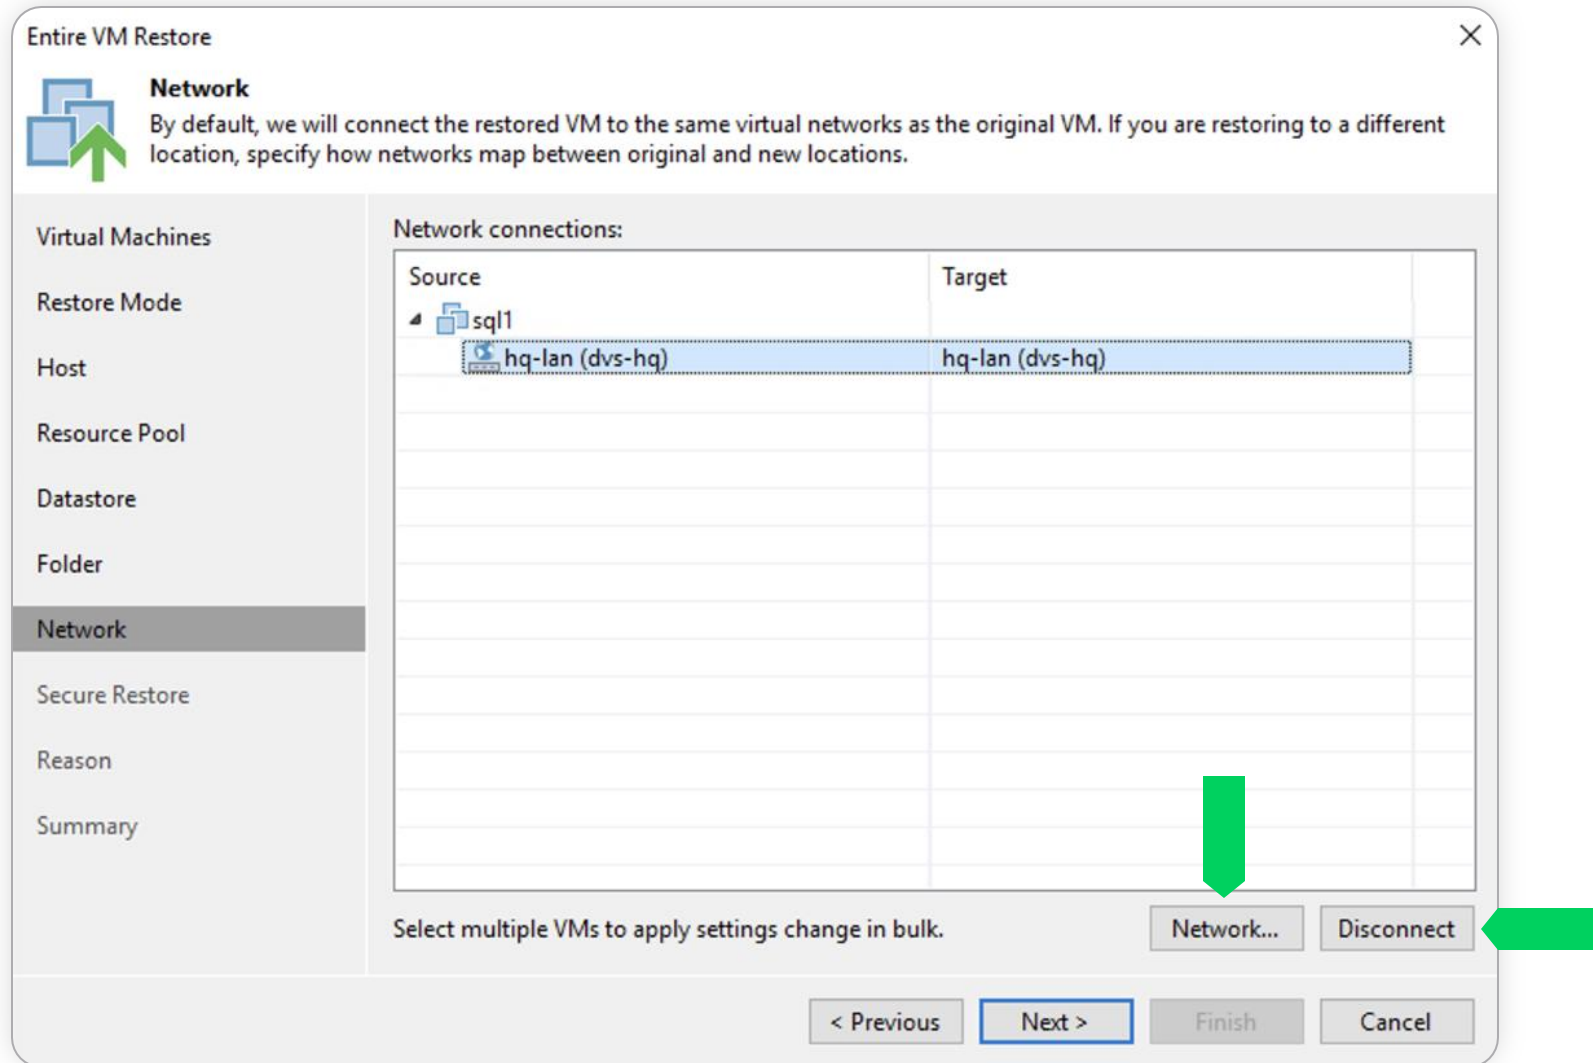 Entire VM Restore
Network
By default, we will connect the restored VM to the same virtual networks as the original VM. If you are restoring to a different
location, specify how networks map between original and new locations.
Virtual Machines
Restore Mode
Host
Resource Pool
Datastore
Folder
Network
Secure Restore
Reason
Summary
Network connections:
Source Target
sql1
hq-lan (dvs-hq) hq-lan (dvs-hq)
Select multiple VMs to apply settings change in bulk. Network... Disconnect
< Previous Next > Finish Cancel